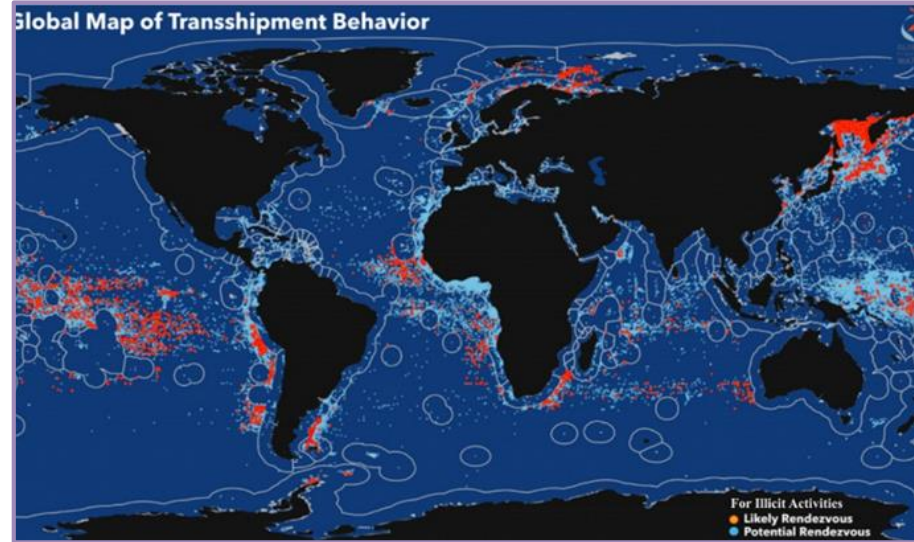 Global Map of Transshipment Behavior
For Illicit Activities
Likely Rendezvous
Potential Rendezvous